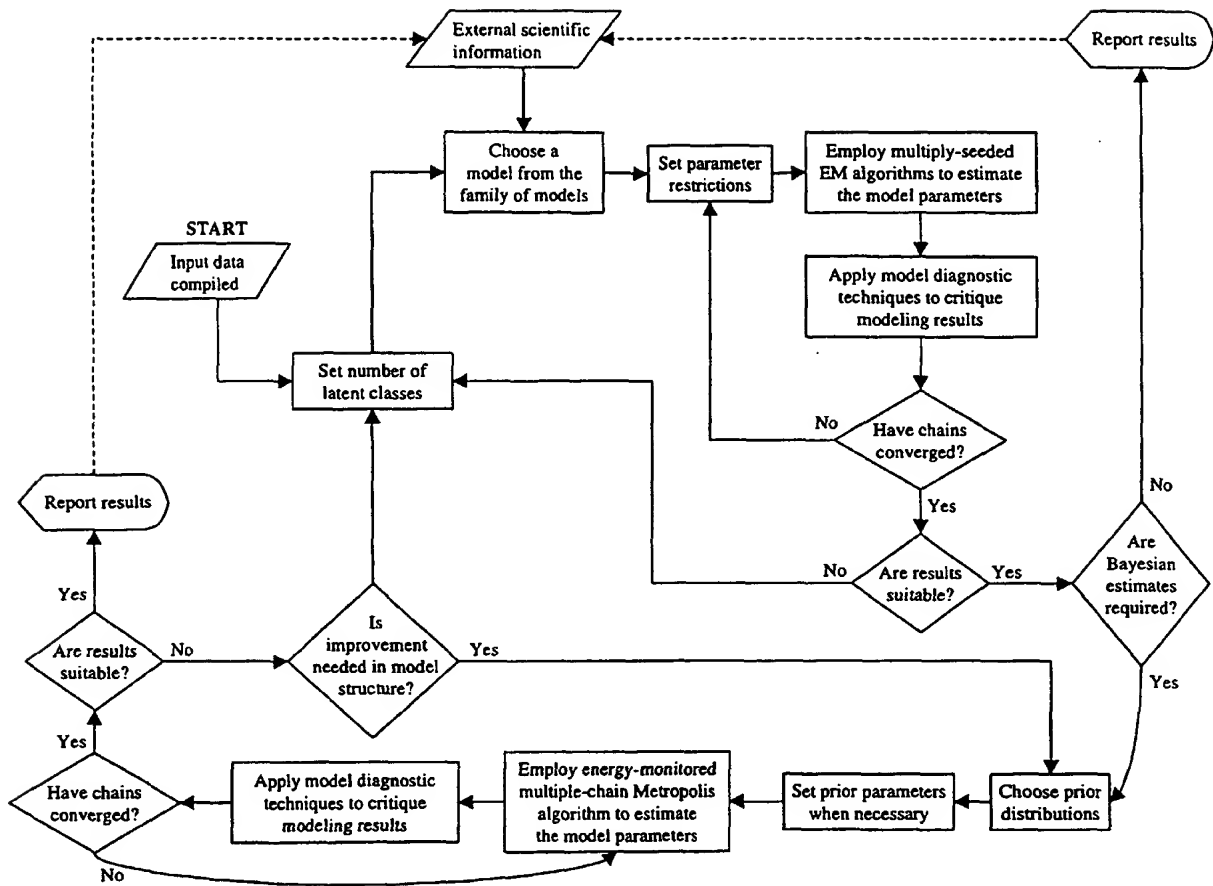 External scientific
information
Report results
Choose a
model from the
family of models
Set parameter
restrictions
Employ multiply-seeded
EM algorithms to estimate
the model parameters
START
Input data
compiled
Apply model diagnostic
techniques to critique
modeling results
Set number of
latent classes
No
Have chains
converged?
Yes
No
Report results
No
Are results
suitable?
Yes
Are
Bayesian
estimates
required?
Yes
Yes
Are results
suitable?
No
Is
improvement
needed in model
structure?
Yes
Yes
Have chains
converged?
No
Apply model diagnostic
techniques to critique
modeling results
Employ energy-monitored
multiple-chain Metropolis
algorithm to estimate
the model parameters
Set prior parameters
when necessary
Choose prior
distributions